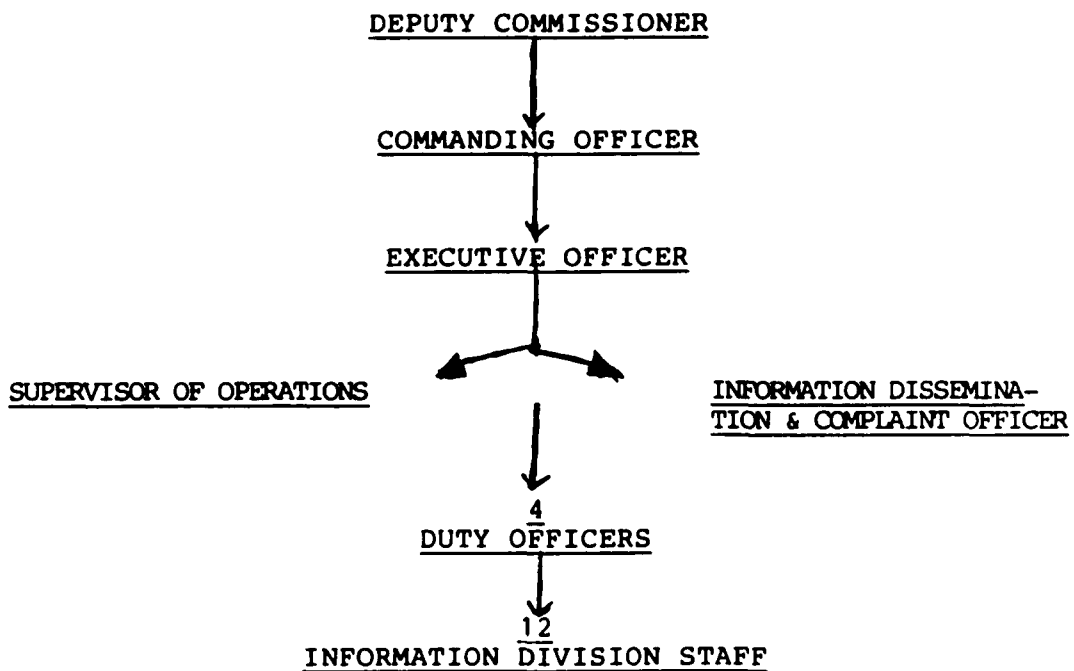 DEPUTY COMMISSIONER
COMMANDING OFFICER
EXECUTIVE OFFICER
SUPERVISOR OF OPERATIONS
INFORMATION DISSEMINA-
TION & COMPLAINT OFFICER
4
DUTY OFFICERS
12
INFORMATION DIVISION STAFF